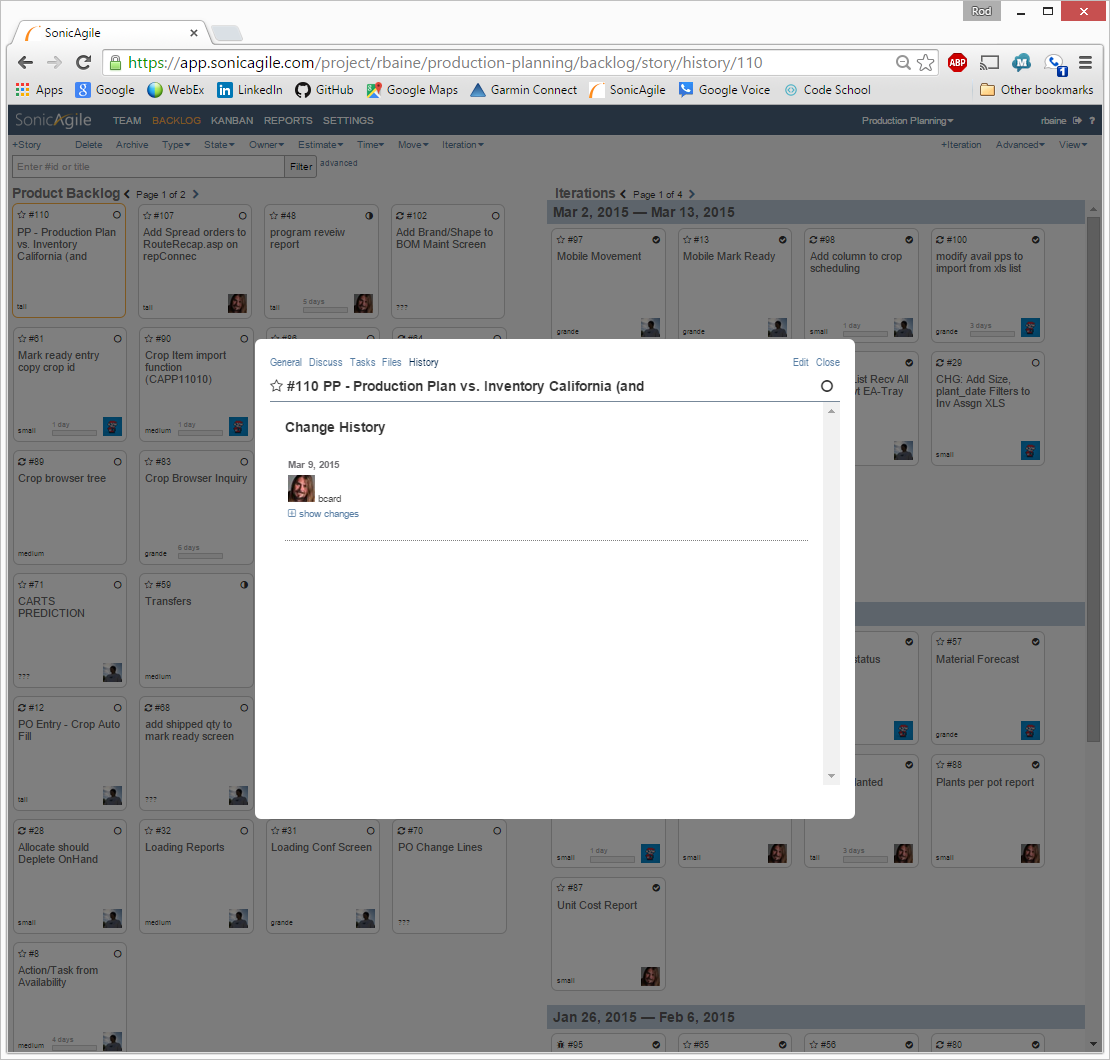 Rod
SonicAgile
https://app.sonicagile.com/project/rbaine/production-planning/backlog/story/history/110
ABP
M
1
Apps
Google
WebEx
LinkedIn
GitHub
Google Maps
Garmin Connect
SonicAgile
Google Voice
Code School
Other bookmarks
SonicAgile TEAM BACKLOG KANBAN REPORTS SETTINGS Production Planning rbaine ?
+Story Delete Archive Type State Owner Estimate Time Move Iteration +Iteration Advanced View
Enter #id or title Filter advanced
Product Backlog Page 1 of 2
#110
PP - Production Plan
vs. Inventory
California (and
tall
#107
Add Spread orders to
RouteRecap.asp on
repConnec
tall
#48
program reveiw
report
tall
5 days
#102
Add Brand/Shape to
BOM Maint Screen
???
#61
Mark ready entry
copy crop id
small
1 day
#90
Crop Item import
function
(CAPP11010)
medium
1 day
#89
Crop browser tree
medium
#83
Crop Browser Inquiry
grande
6 days
#71
CARTS
PREDICTION
???
#59
Transfers
medium
#12
PO Entry - Crop Auto
Fill
tall
#68
add shipped qty to
mark ready screen
???
#28
Allocate should
Deplete OnHand
small
#32
Loading Reports
medium
#31
Loading Conf Screen
grande
#70
PO Change Lines
???
#8
Action/Task from
Availability
medium
4 days
Iterations Page 1 of 4
Mar 2, 2015 — Mar 13, 2015
#97
Mobile Movement
grande
#13
Mobile Mark Ready
grande
#98
Add column to crop
scheduling
small
1 day
#100
modify avail pps to
import from xls list
grande
3 days
List Recv All
EA-Tray
#29
CHG: Add Size,
plant_date Filters to
Inv Assgn XLS
small
status
#57
Material Forecast
grande
small
1 day
small
tall
3 days
#88
Plants per pot report
small
#87
Unit Cost Report
small
Jan 26, 2015 — Feb 6, 2015
#95
#65
#56
#80
General Discuss Tasks Files History Edit Close
#110 PP - Production Plan vs. Inventory California (and
Change History
Mar 9, 2015
bcard
show changes